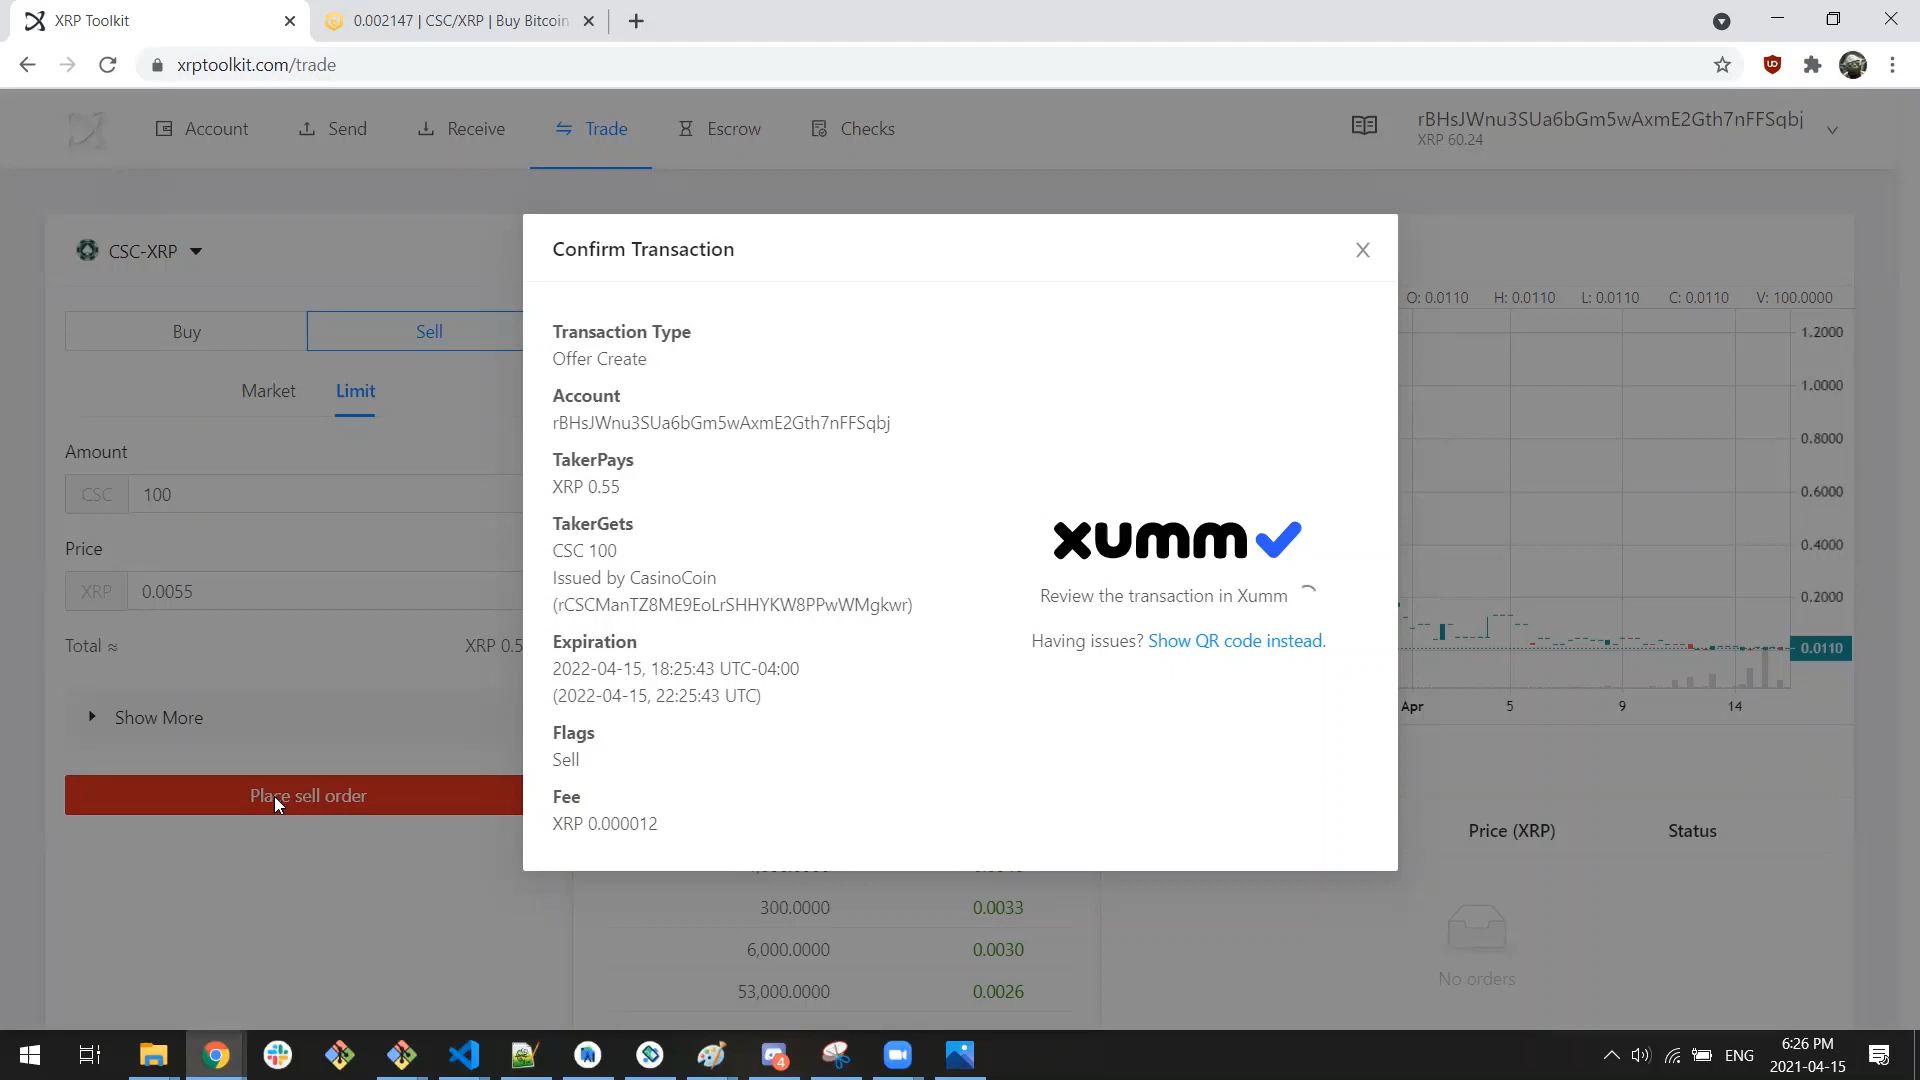 XRP Toolkit
0.002147 | CSC/XRP | Buy Bitcoin
xrptoolkit.com/trade
Account
Send
Receive
Trade
Escrow
Checks
rBHsJWnu3SUa6bGm5wAxmE2Gth7nFFSqbj
XRP 60.24
CSC-XRP
Buy
Sell
Market
Limit
Amount
CSC
100
Price
XRP
0.0055
Total ≈
XRP 0.5
Show More
Place sell order
Confirm Transaction
Transaction Type
Offer Create
Account
rBHsJWnu3SUa6bGm5wAxmE2Gth7nFFSqbj
TakerPays
XRP 0.55
TakerGets
CSC 100
Issued by CasinoCoin
(rCSCManTZ8ME9EoLrSHHYKW8PPwWMgkwr)
Expiration
2022-04-15, 18:25:43 UTC-04:00
(2022-04-15, 22:25:43 UTC)
Flags
Sell
Fee
XRP 0.000012
xumm
Review the transaction in Xumm
Having issues? Show QR code instead.
O: 0.0110 H: 0.0110 L: 0.0110 C: 0.0110 V: 100.0000
1.2000
1.0000
0.8000
0.6000
0.4000
0.2000
0.0110
Apr 5 9 14
300.0000 0.0033
6,000.0000 0.0030
53,000.0000 0.0026
Price (XRP) Status
No orders
4
ENG
6:26 PM
2021-04-15